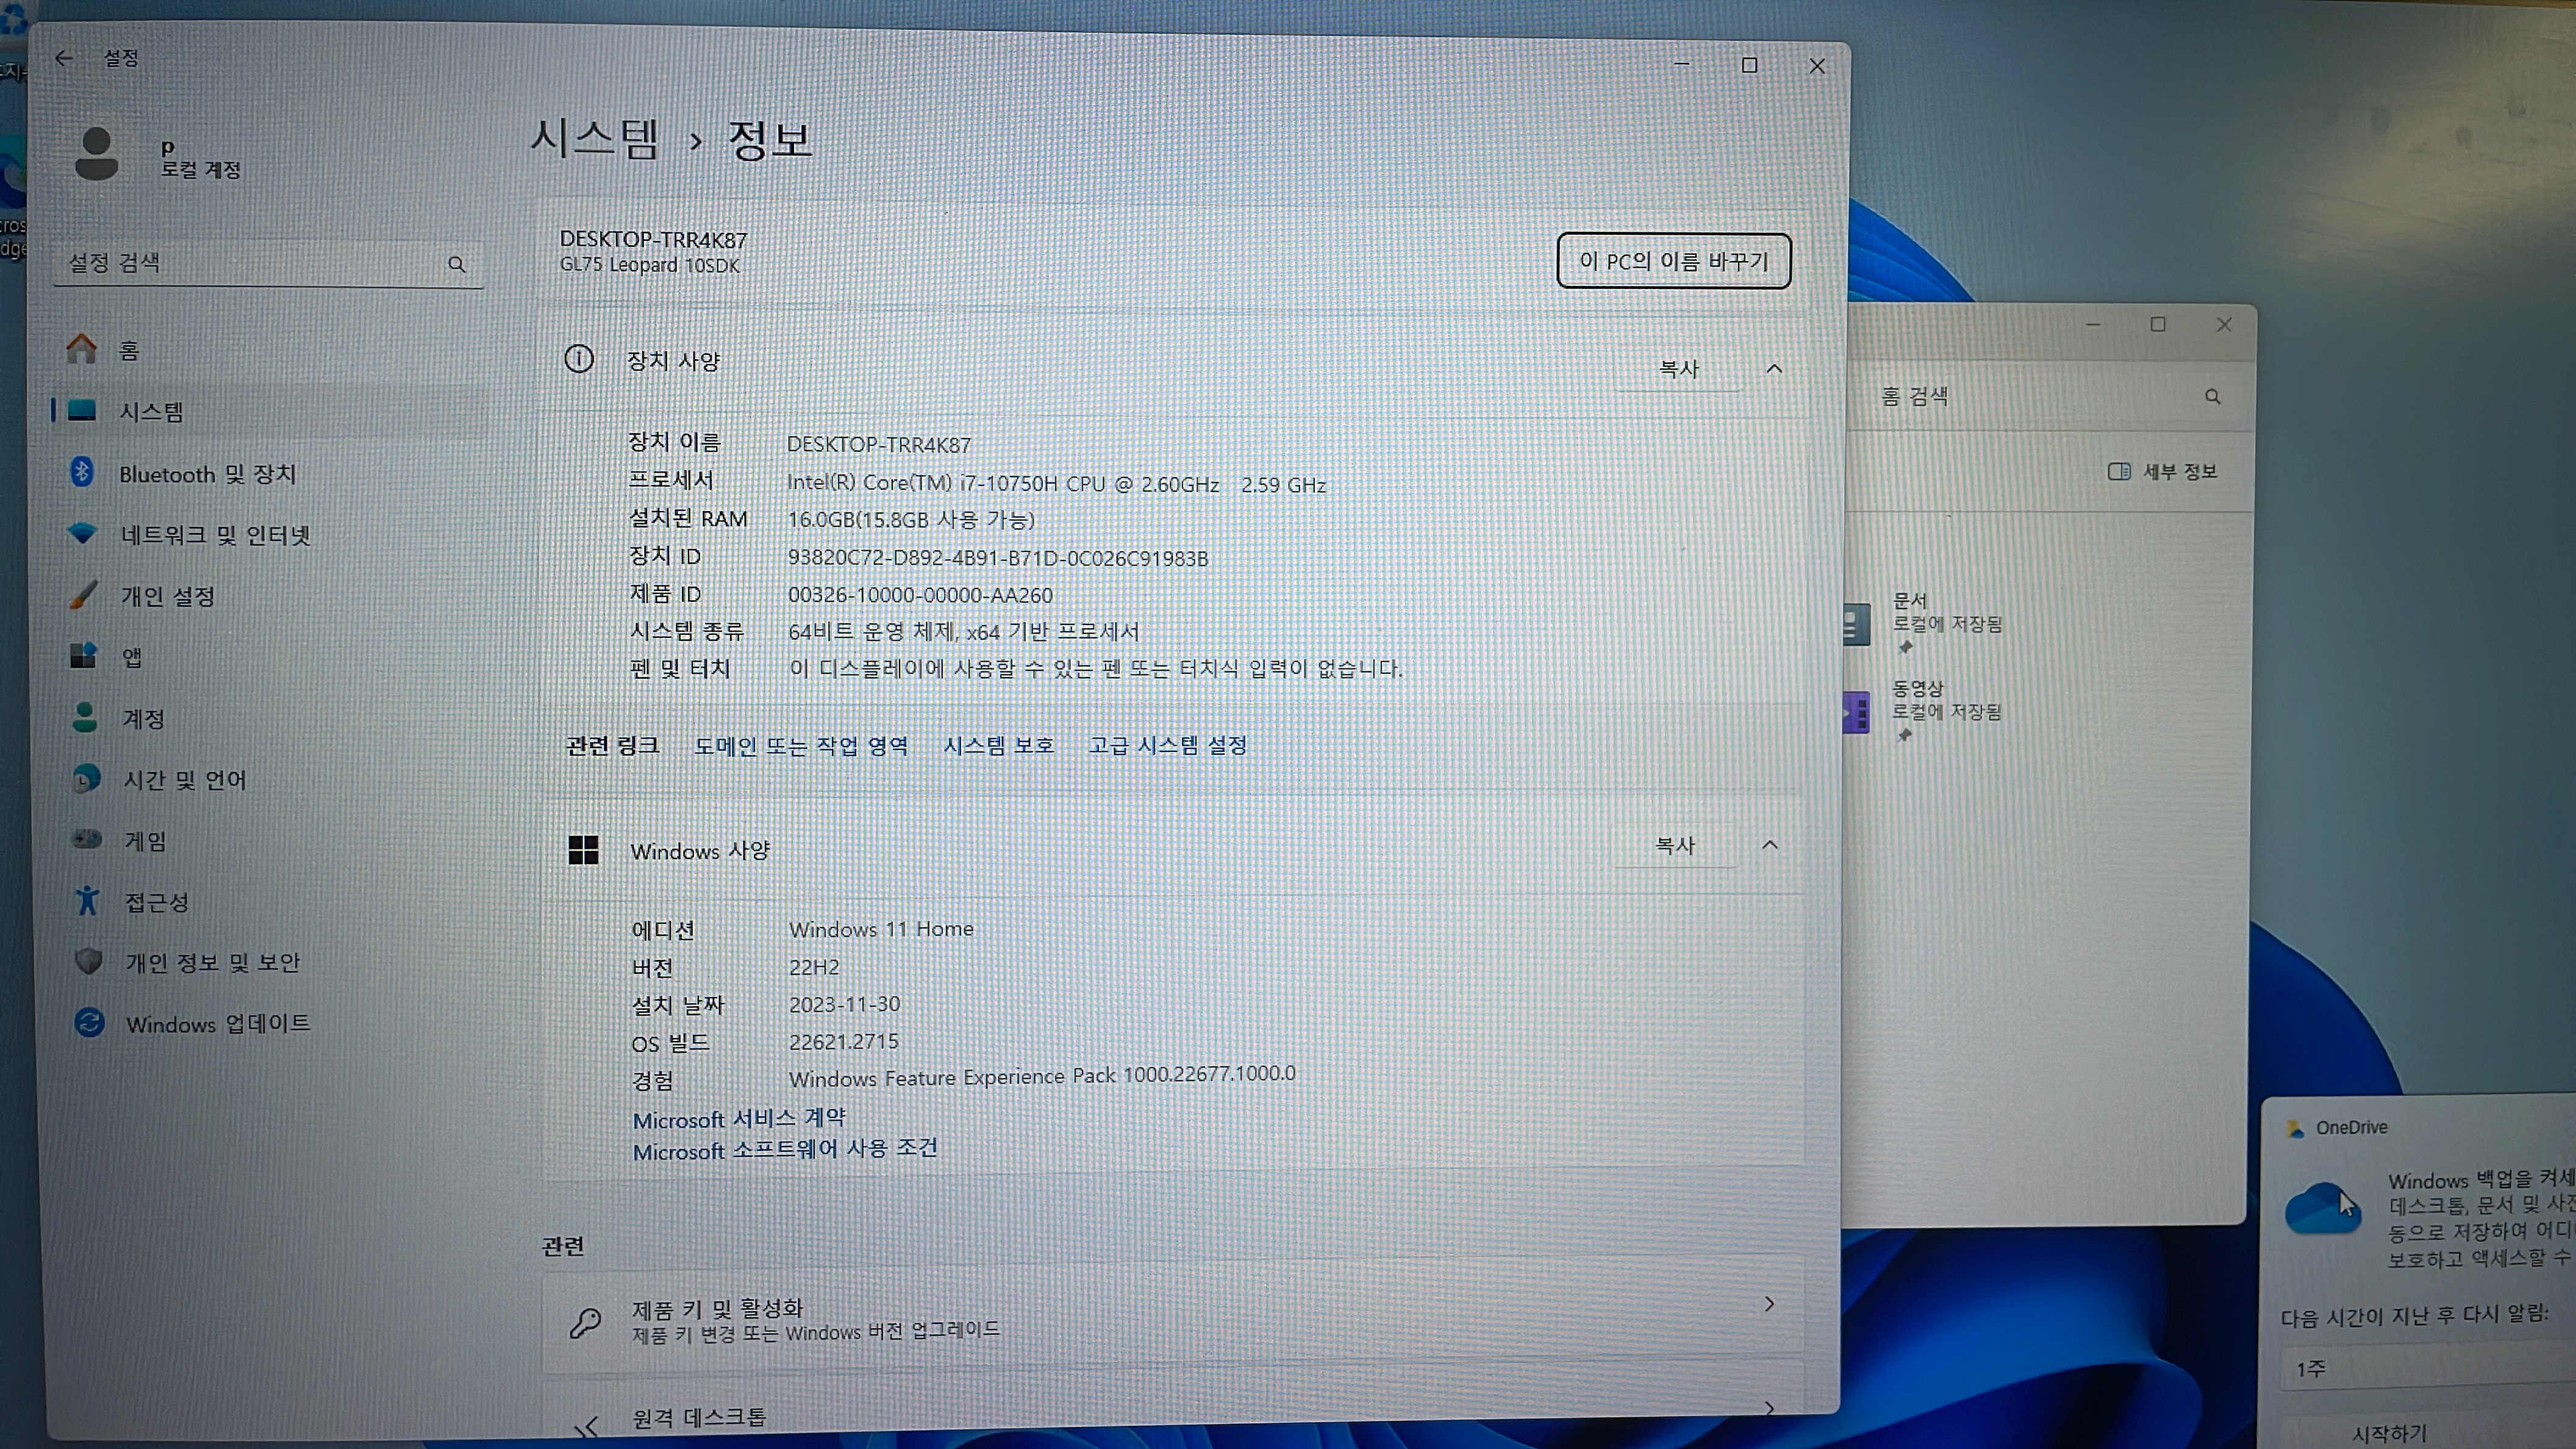 설정
p
로컬 계정
설정 검색
홈
시스템
Bluetooth 및 장치
네트워크 및 인터넷
개인 설정
앱
계정
시간 및 언어
게임
접근성
개인 정보 및 보안
Windows 업데이트
시스템 › 정보
DESKTOP-TRR4K87
GL75 Leopard 10SDK
이 PC의 이름 바꾸기
장치 사양
복사
장치 이름 DESKTOP-TRR4K87
프로세서 Intel(R) Core(TM) i7-10750H CPU @ 2.60GHz 2.59 GHz
설치된 RAM 16.0GB(15.8GB 사용 가능)
장치 ID 93820C72-D892-4B91-B71D-0C026C91983B
제품 ID 00326-10000-00000-AA260
시스템 종류 64비트 운영 체제, x64 기반 프로세서
펜 및 터치 이 디스플레이에 사용할 수 있는 펜 또는 터치식 입력이 없습니다.
관련 링크 도메인 또는 작업 영역 시스템 보호 고급 시스템 설정
Windows 사양
복사
에디션 Windows 11 Home
버전 22H2
설치 날짜 2023-11-30
OS 빌드 22621.2715
경험 Windows Feature Experience Pack 1000.22677.1000.0
Microsoft 서비스 계약
Microsoft 소프트웨어 사용 조건
관련
제품 키 및 활성화
제품 키 변경 또는 Windows 버전 업그레이드
원격 데스크톱
홈 검색
세부 정보
문서
로컬에 저장됨
동영상
로컬에 저장됨
OneDrive
Windows 백업을 켜세
데스크톱, 문서 및 사진
동으로 저장하여 어디
보호하고 액세스할 수
다음 시간이 지난 후 다시 알림:
1주
시작하기